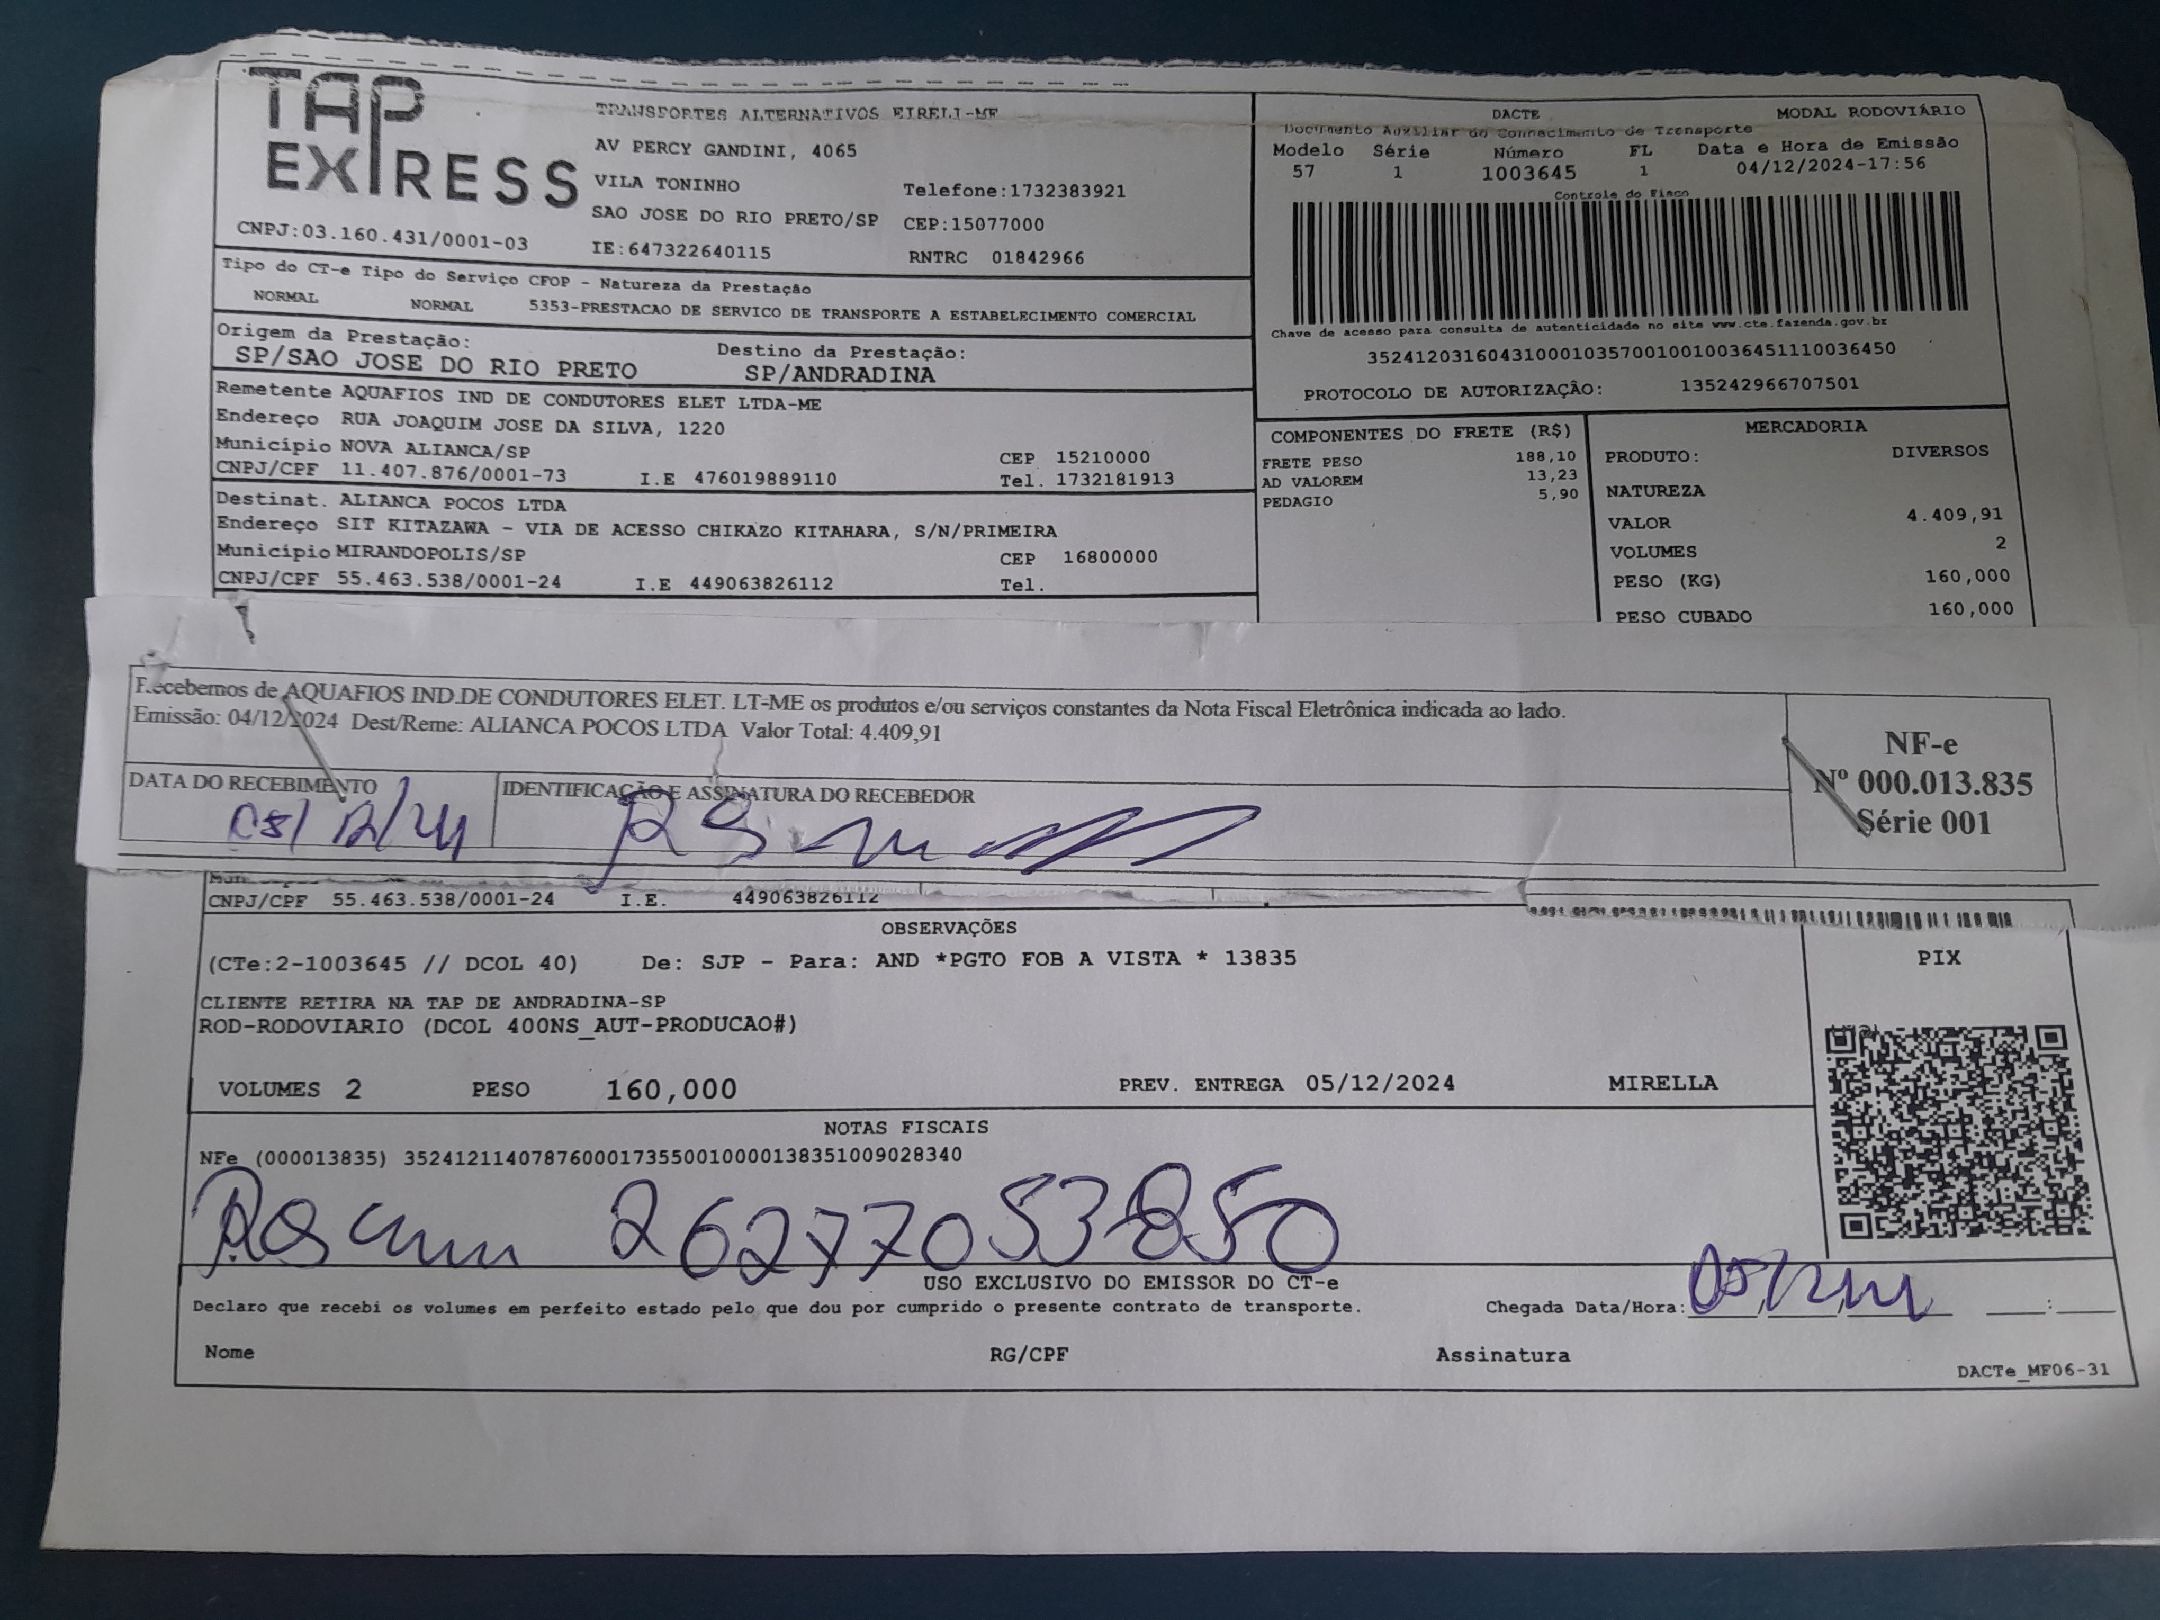 TAP EXPRESS
TRANSPORTES ALTERNATIVOS EIRELI-ME
AV PERCY GANDINI, 4065
VILA TONINHO Telefone:1732383921
SAO JOSE DO RIO PRETO/SP CEP:15077000
CNPJ:03.160.431/0001-03 IE:647322640115 RNTRC 01842966
DACTE MODAL RODOVIÁRIO
Documento Auxiliar do Conhecimento de Transporte
Modelo Série Número FL Data e Hora de Emissão
57 1 1003645 1 04/12/2024-17:56
Controle do Fisco
Chave de acesso para consulta de autenticidade no site www.cte.fazenda.gov.br
35241203160431000103570010010036451110036450
PROTOCOLO DE AUTORIZAÇÃO: 135242966707501
Tipo do CT-e Tipo do Serviço CFOP - Natureza da Prestação
NORMAL NORMAL 5353-PRESTACAO DE SERVICO DE TRANSPORTE A ESTABELECIMENTO COMERCIAL
Origem da Prestação: Destino da Prestação:
SP/SAO JOSE DO RIO PRETO SP/ANDRADINA
Remetente AQUAFIOS IND DE CONDUTORES ELET LTDA-ME
Endereço RUA JOAQUIM JOSE DA SILVA, 1220
Município NOVA ALIANCA/SP CEP 15210000
CNPJ/CPF 11.407.876/0001-73 I.E 476019889110 Tel. 1732181913
Destinat. ALIANCA POCOS LTDA
Endereço SIT KITAZAWA - VIA DE ACESSO CHIKAZO KITAHARA, S/N/PRIMEIRA
Município MIRANDOPOLIS/SP CEP 16800000
CNPJ/CPF 55.463.538/0001-24 I.E 449063826112 Tel.
COMPONENTES DO FRETE (R$)
FRETE PESO 188,10
AD VALOREM 13,23
PEDAGIO 5,90
MERCADORIA
PRODUTO: DIVERSOS
NATUREZA
VALOR 4.409,91
VOLUMES 2
PESO (KG) 160,000
PESO CUBADO 160,000
Recebemos de AQUAFIOS IND.DE CONDUTORES ELET. LT-ME os produtos e/ou serviços constantes da Nota Fiscal Eletrônica indicada ao lado.
Emissão: 04/12/2024 Dest/Reme: ALIANCA POCOS LTDA Valor Total: 4.409,91
DATA DO RECEBIMENTO IDENTIFICAÇÃO E ASSINATURA DO RECEBEDOR
05/12/24
NF-e
Nº 000.013.835
Série 001
CNPJ/CPF 55.463.538/0001-24 I.E. 449063826112
OBSERVAÇÕES
(CTe:2-1003645 // DCOL 40) De: SJP - Para: AND *PGTO FOB A VISTA * 13835
CLIENTE RETIRA NA TAP DE ANDRADINA-SP
ROD-RODOVIARIO (DCOL 400NS_AUT-PRODUCAO#)
VOLUMES 2 PESO 160,000 PREV. ENTREGA 05/12/2024 MIRELLA
PIX
NOTAS FISCAIS
NFe (000013835) 35241211407876000173550010000138351009028340
26277053850
USO EXCLUSIVO DO EMISSOR DO CT-e
Declaro que recebi os volumes em perfeito estado pelo que dou por cumprido o presente contrato de transporte. Chegada Data/Hora: 05/12/24
Nome RG/CPF Assinatura
DACTe_MF06-31